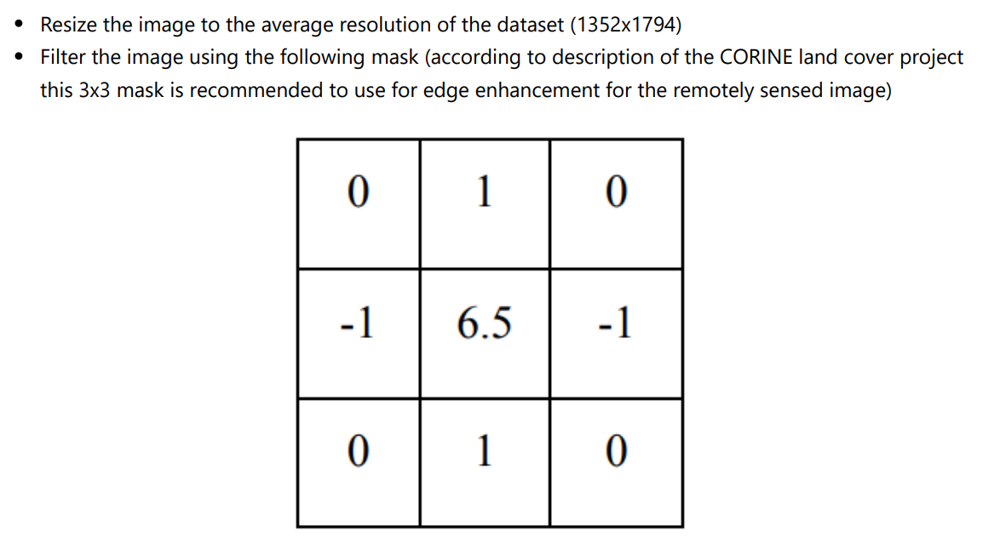 • Resize the image to the average resolution of the dataset (1352x1794)
• Filter the image using the following mask (according to description of the CORINE land cover project
this 3x3 mask is recommended to use for edge enhancement for the remotely sensed image)
0 1 0
-1 6.5 -1
0 1 0